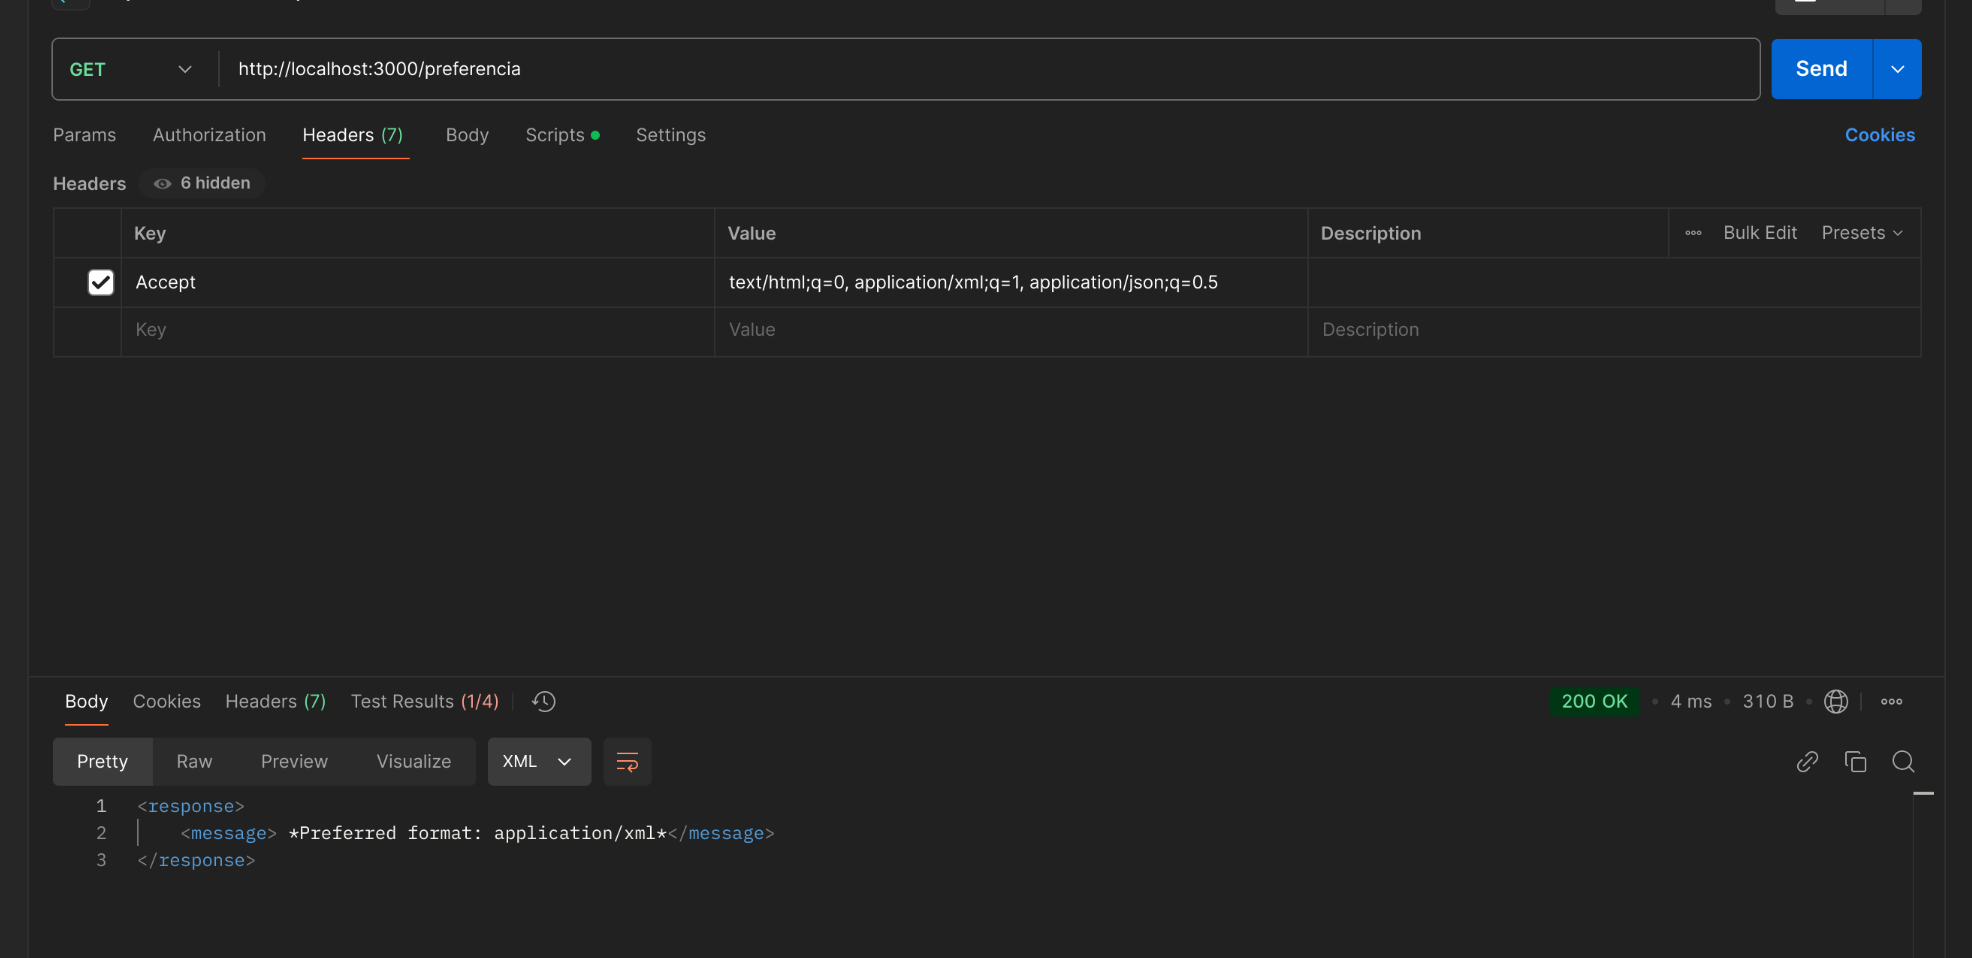 GET
http://localhost:3000/preferencia
Send
Params Authorization Headers (7) Body Scripts Settings Cookies
Headers 6 hidden
Key Value Description Bulk Edit Presets
Accept text/html;q=0, application/xml;q=1, application/json;q=0.5
Key Value Description
Body Cookies Headers (7) Test Results (1/4) 200 OK • 4 ms • 310 B •
Pretty Raw Preview Visualize XML
1 <response>
2 <message> *Preferred format: application/xml*</message>
3 </response>